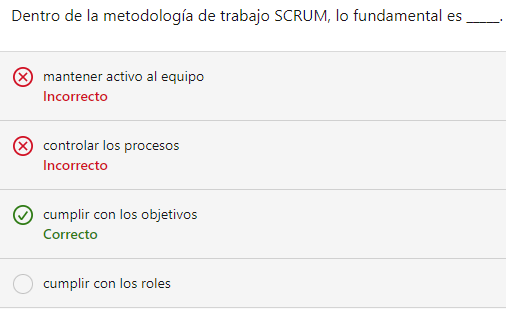 Dentro de la metodología de trabajo SCRUM, lo fundamental es _____.
mantener activo al equipo
Incorrecto
controlar los procesos
Incorrecto
cumplir con los objetivos
Correcto
cumplir con los roles